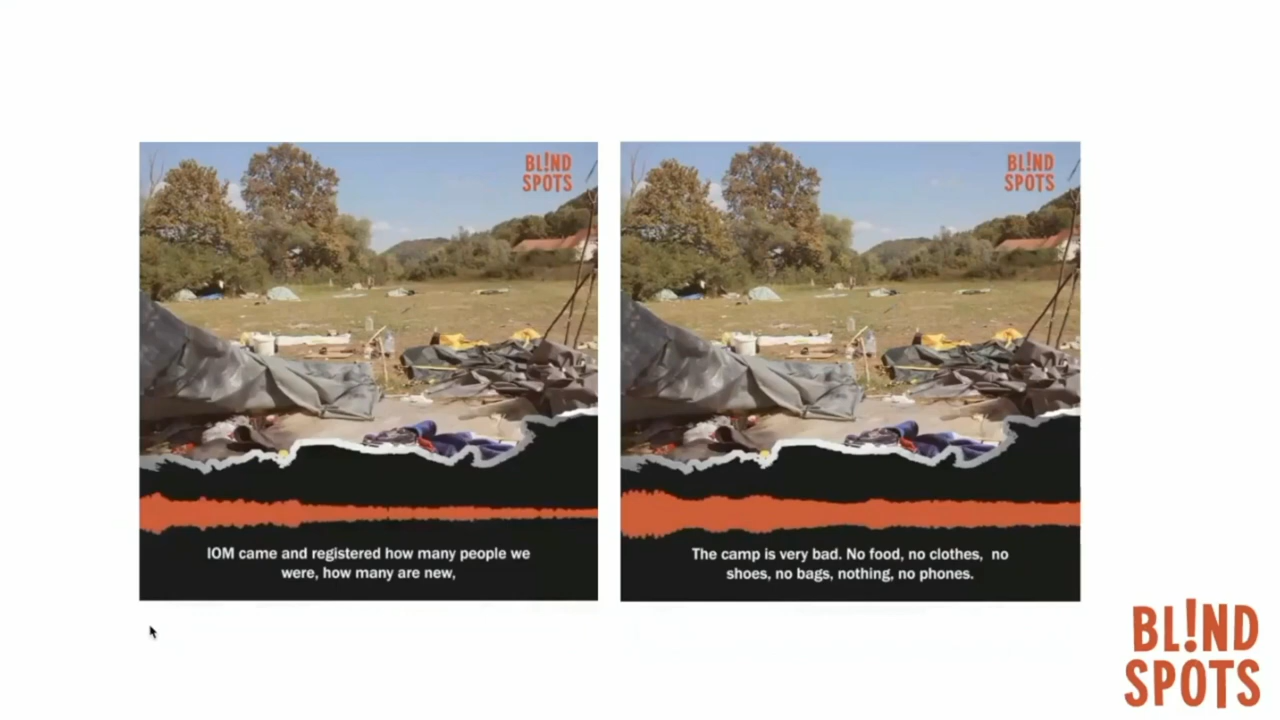 BL!ND
SPOTS
IOM came and registered how many people we
were, how many are new,
BL!ND
SPOTS
The camp is very bad. No food, no clothes, no
shoes, no bags, nothing, no phones.
BL!ND
SPOTS